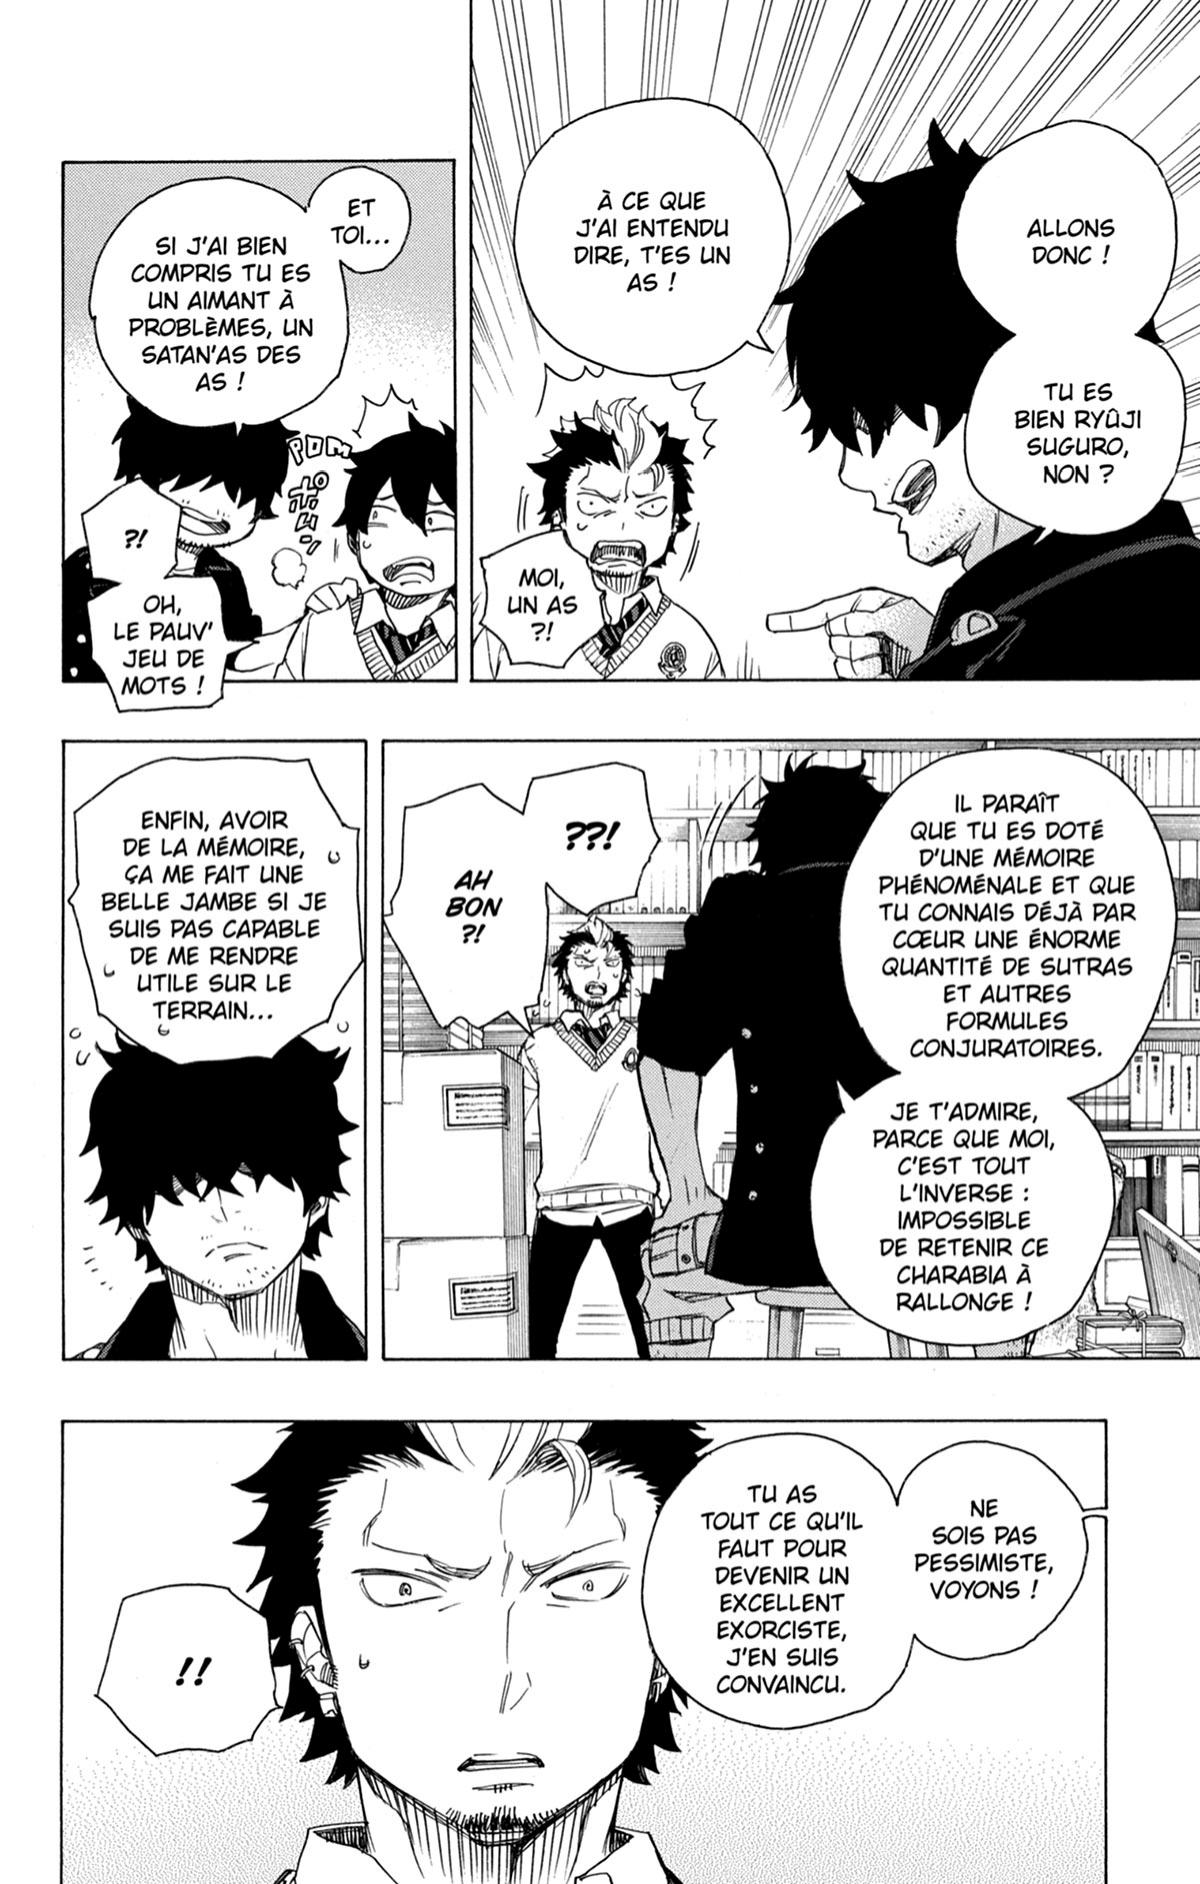 ALLONS
DONC !
TU ES
BIEN RYÛJI
SUGURO,
NON ?
À CE QUE
J'AI ENTENDU
DIRE, T'ES UN
AS !
MOI,
UN AS
?!
ET
TOI...
SI J'AI BIEN
COMPRIS TU ES
UN AIMANT À
PROBLÈMES, UN
SATAN'AS DES
AS !
POM
ポムッ
?!
OH,
LE PAUV'
JEU DE
MOTS !
IL PARAÎT
QUE TU ES DOTÉ
D'UNE MÉMOIRE
PHÉNOMÉNALE ET QUE
TU CONNAIS DÉJÀ PAR
CŒUR UNE ÉNORME
QUANTITÉ DE SUTRAS
ET AUTRES
FORMULES
CONJURATOIRES.
JE T'ADMIRE,
PARCE QUE MOI,
C'EST TOUT
L'INVERSE :
IMPOSSIBLE
DE RETENIR CE
CHARABIA À
RALLONGE !
??!
AH
BON
?!
ENFIN, AVOIR
DE LA MÉMOIRE,
ÇA ME FAIT UNE
BELLE JAMBE SI JE
SUIS PAS CAPABLE
DE ME RENDRE
UTILE SUR LE
TERRAIN...
NE
SOIS PAS
PESSIMISTE,
VOYONS !
TU AS
TOUT CE QU'IL
FAUT POUR
DEVENIR UN
EXCELLENT
EXORCISTE,
J'EN SUIS
CONVAINCU.
!!